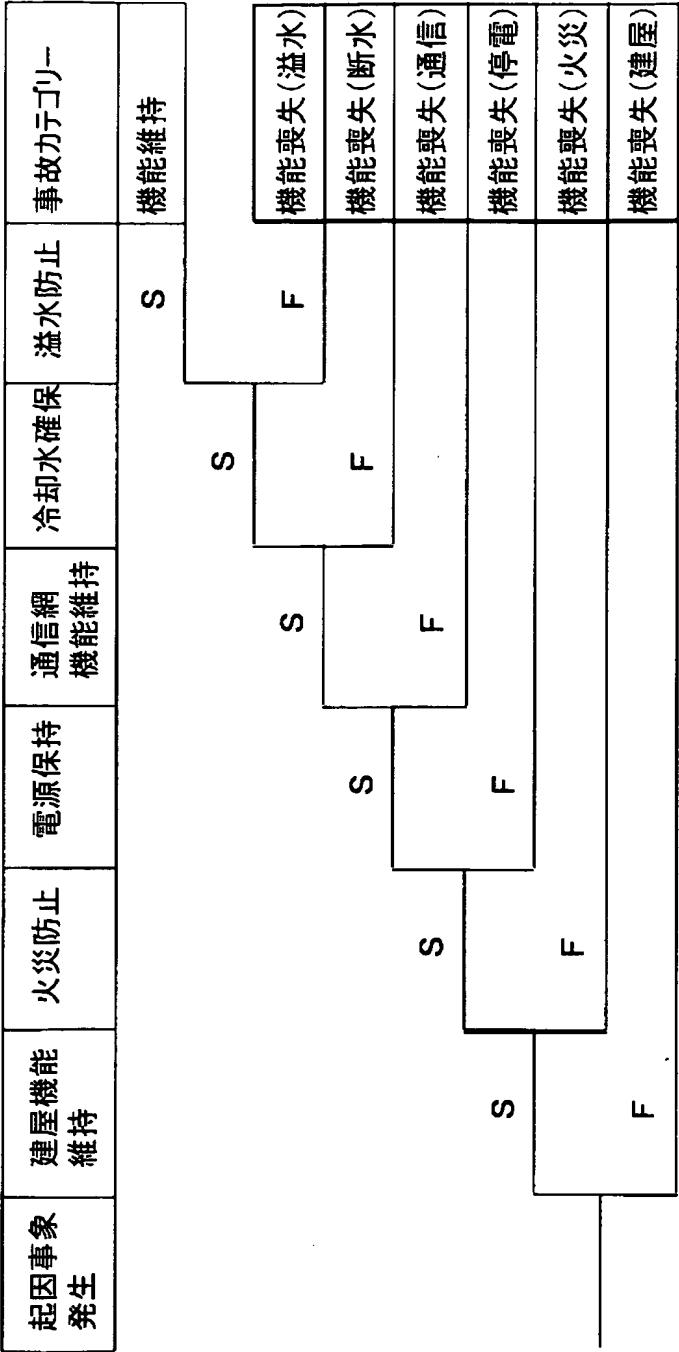 起因事象
発生
建屋機能
維持
火災防止
電源保持
通信網
機能維持
冷却水確保
溢水防止
事故カテゴリー
S
機能維持
S
F
機能喪失(溢水)
S
F
機能喪失(断水)
S
F
機能喪失(通信)
S
F
機能喪失(停電)
S
F
機能喪失(火災)
F
機能喪失(建屋)